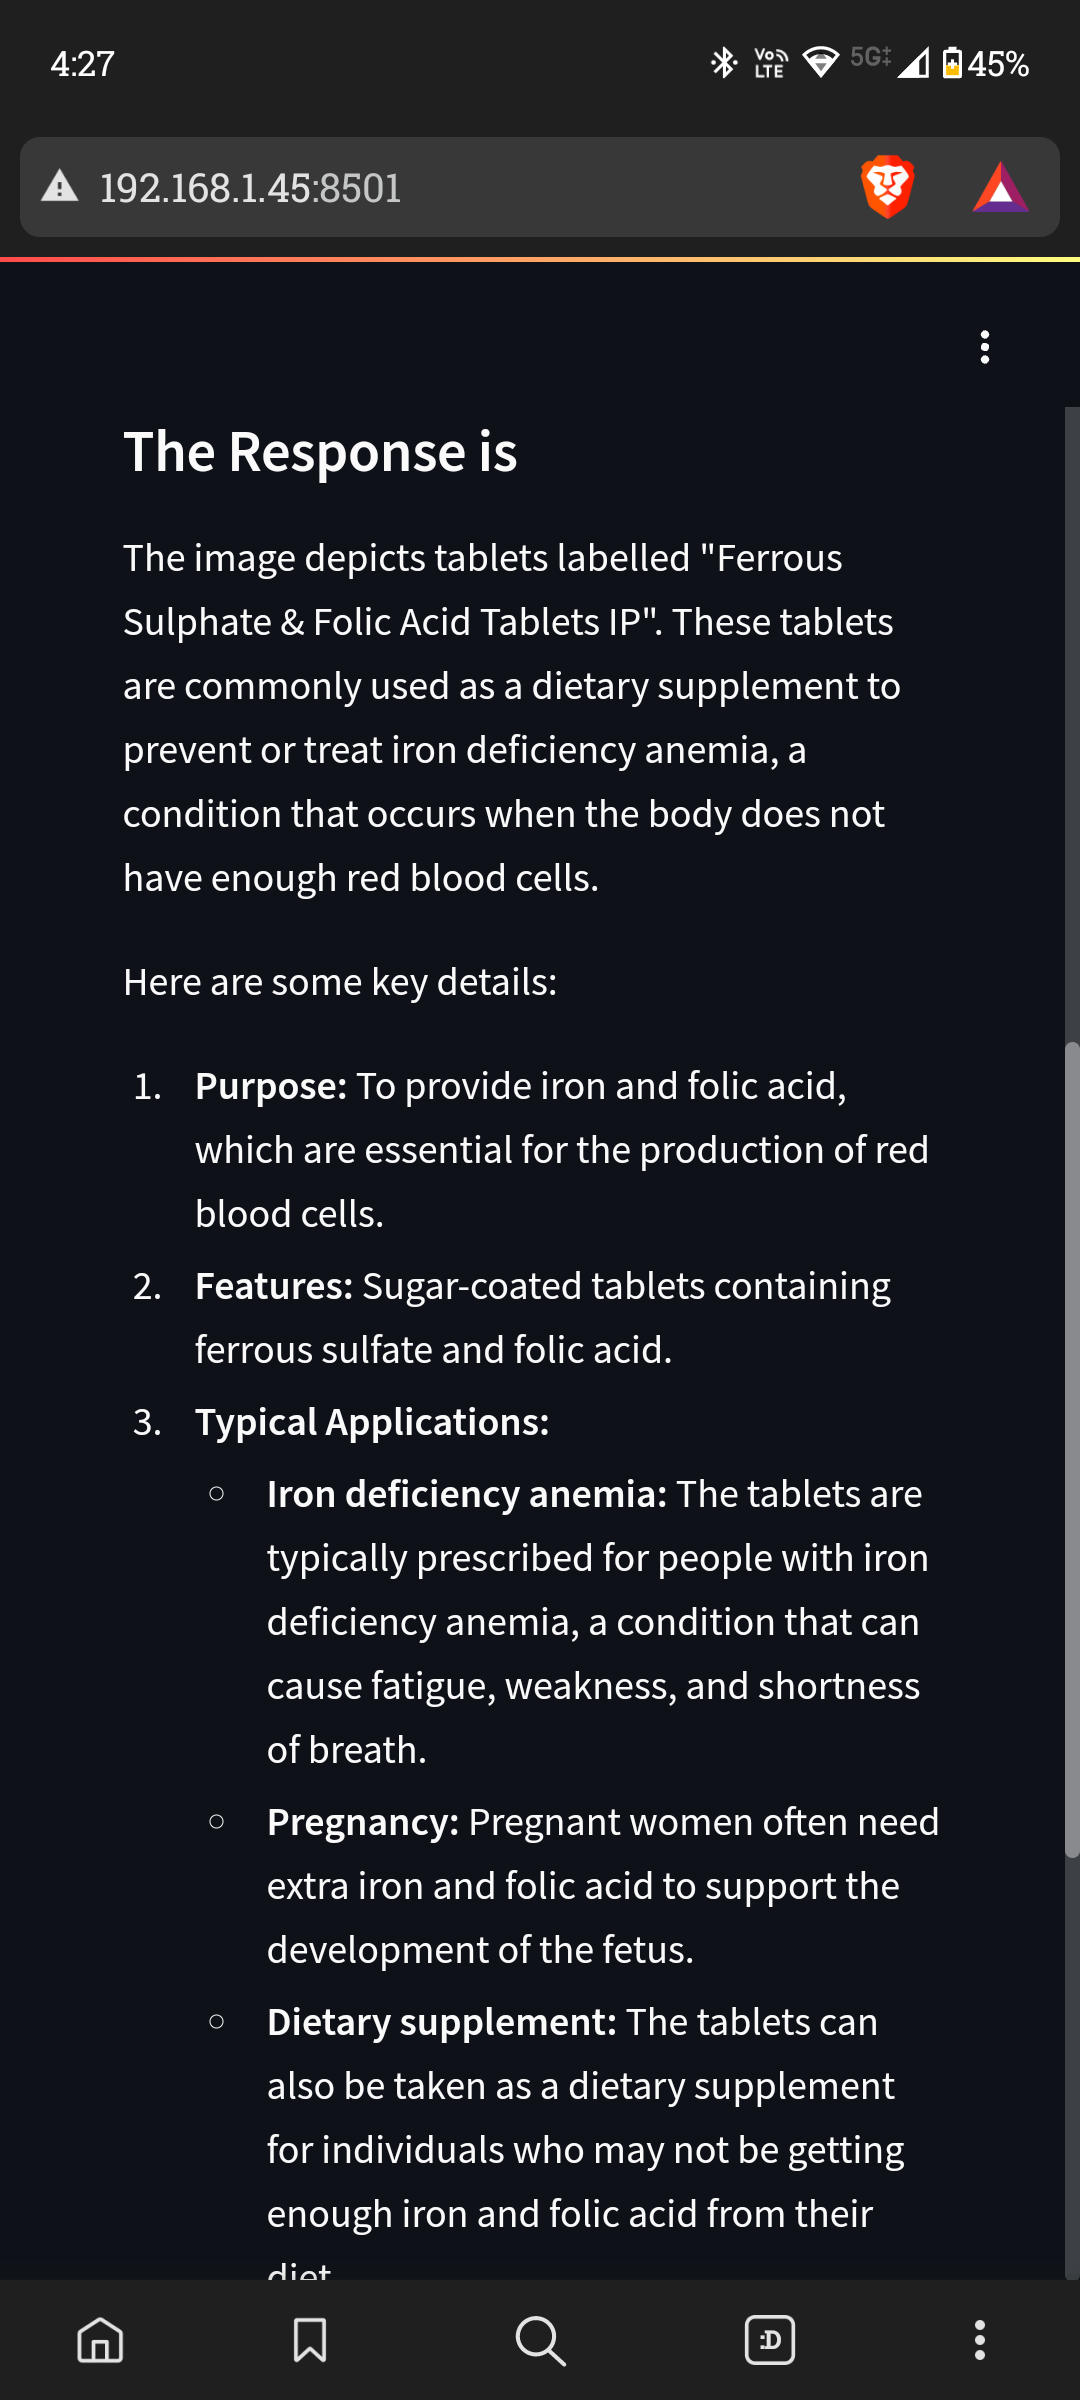 4:27
Vo LTE
5G
45%
192.168.1.45:8501
The Response is
The image depicts tablets labelled "Ferrous
Sulphate & Folic Acid Tablets IP". These tablets
are commonly used as a dietary supplement to
prevent or treat iron deficiency anemia, a
condition that occurs when the body does not
have enough red blood cells.
Here are some key details:
1. Purpose: To provide iron and folic acid,
which are essential for the production of red
blood cells.
2. Features: Sugar-coated tablets containing
ferrous sulfate and folic acid.
3. Typical Applications:
Iron deficiency anemia: The tablets are
typically prescribed for people with iron
deficiency anemia, a condition that can
cause fatigue, weakness, and shortness
of breath.
Pregnancy: Pregnant women often need
extra iron and folic acid to support the
development of the fetus.
Dietary supplement: The tablets can
also be taken as a dietary supplement
for individuals who may not be getting
enough iron and folic acid from their
diet
:D